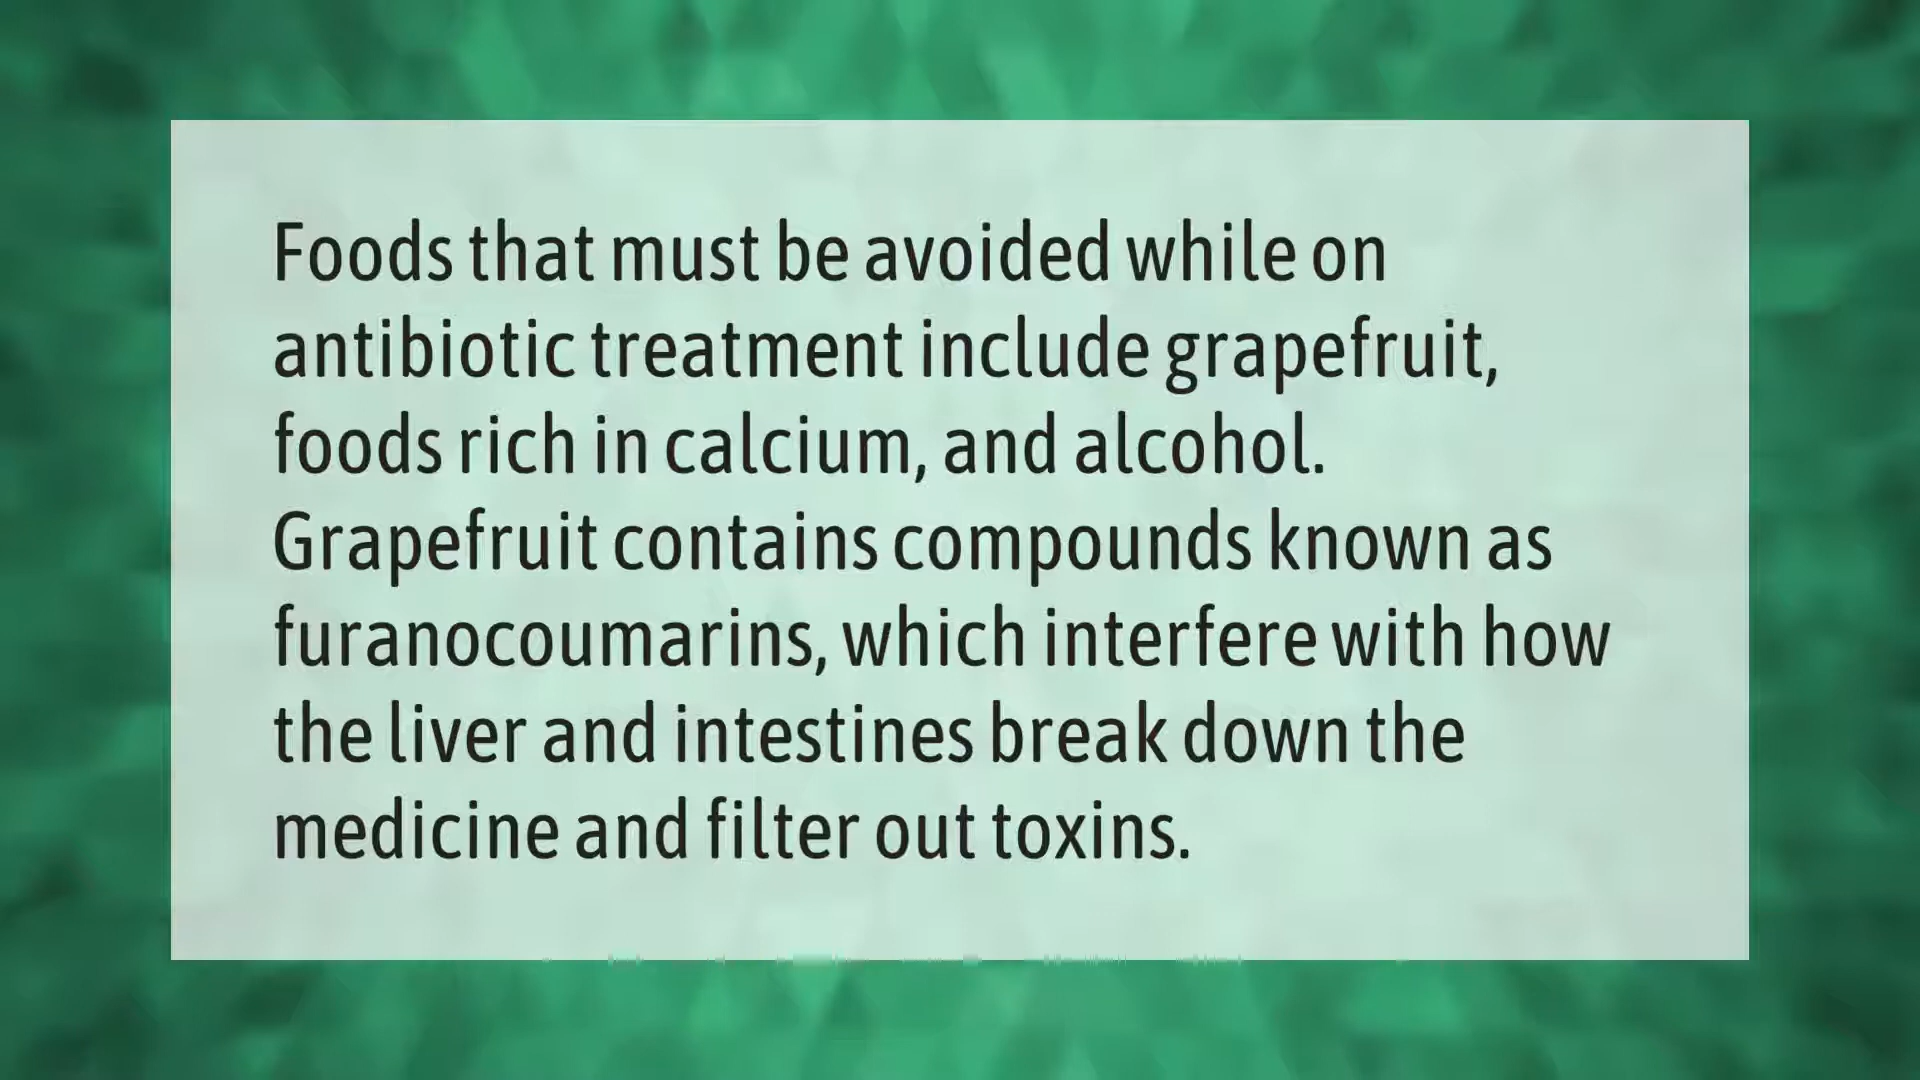 Foods that must be avoided while on
antibiotic treatment include grapefruit,
foods rich in calcium, and alcohol.
Grapefruit contains compounds known as
furanocoumarins, which interfere with how
the liver and intestines break down the
medicine and filter out toxins.